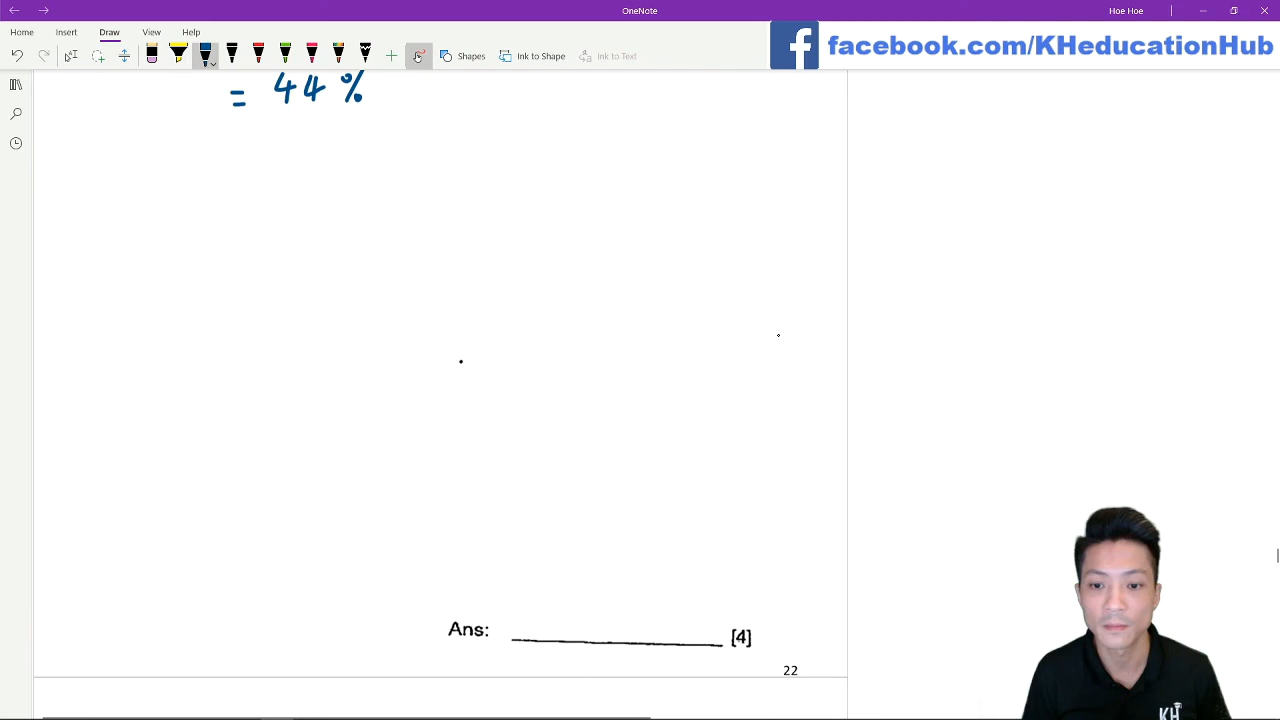 OneNote
Hoe Hoe
Home Insert Draw View Help
facebook.com/KHeducationHub
Shapes Ink to Shape Ink to Text
= 44 %
Ans: [4]
22
KH